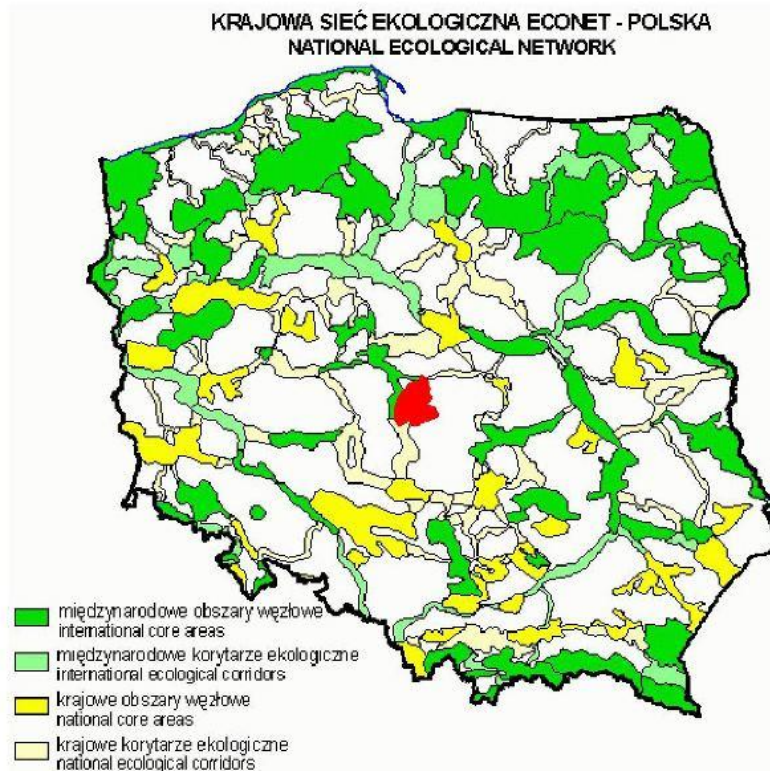 KRAJOWA SIEĆ EKOLOGICZNA ECONET - POLSKA
NATIONAL ECOLOGICAL NETWORK
międzynarodowe obszary węzłowe
international core areas
międzynarodowe korytarze ekologiczne
international ecological corridors
krajowe obszary węzłowe
national core areas
krajowe korytarze ekologiczne
national ecological corridors